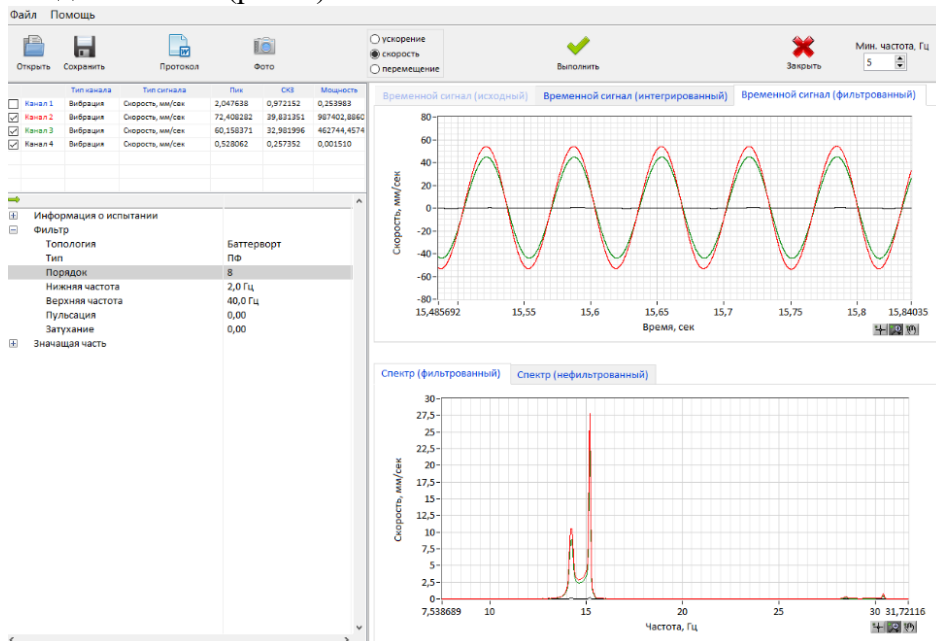 Файл Помощь
Открыть Сохранить Протокол Фото
ускорение
скорость
перемещение
Выполнить
Закрыть
Мин. частота, Гц
5
Тип канала Тип сигнала Пик СКЗ Мощность
Канал 1 Вибрация Скорость, мм/сек 2,047638 0,972152 0,253983
Канал 2 Вибрация Скорость, мм/сек 72,408282 39,831351 987402,8860
Канал 3 Вибрация Скорость, мм/сек 60,158371 32,981996 462744,4574
Канал 4 Вибрация Скорость, мм/сек 0,528062 0,257352 0,001510
Информация о испытании
Фильтр
Топология Баттерворт
Тип ПФ
Порядок 8
Нижняя частота 2,0 Гц
Верхняя частота 40,0 Гц
Пульсация 0,00
Затухание 0,00
Значащая часть
Временной сигнал (исходный) Временной сигнал (интегрированный) Временной сигнал (фильтрованный)
Скорость, мм/сек
80
60
40
20
0
-20
-40
-60
-80
15,485692 15,55 15,6 15,65 15,7 15,75 15,8 15,84035
Время, сек
Спектр (фильтрованный) Спектр (нефильтрованный)
Скорость, мм/сек
30
27,5
25
22,5
20
17,5
15
12,5
10
7,5
5
2,5
0
7,538689 10 15 20 25 30 31,72116
Частота, Гц